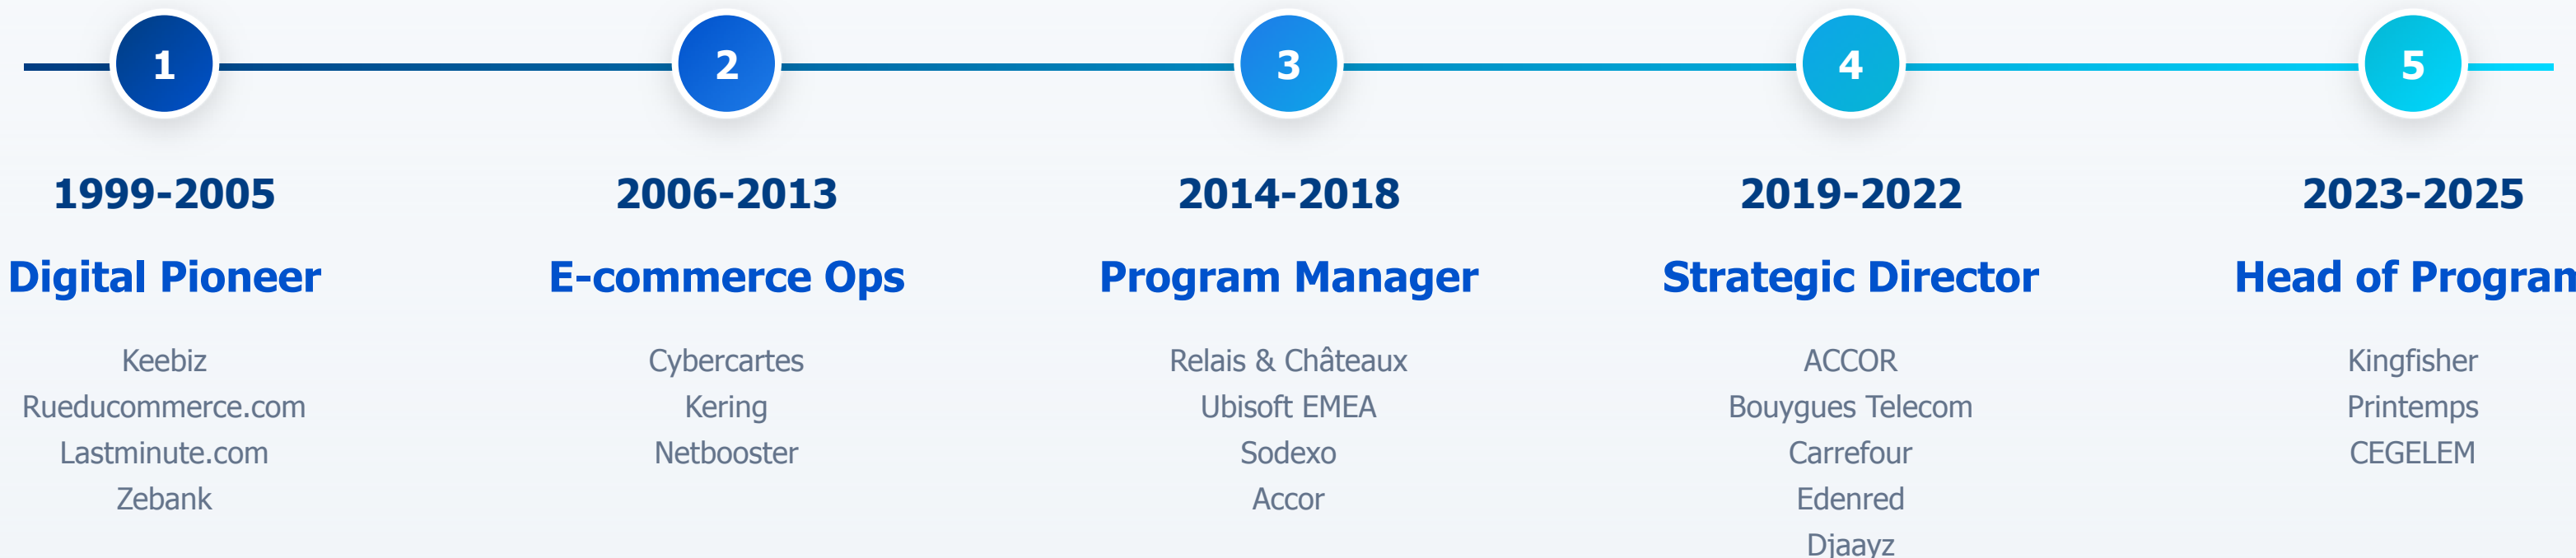 1
2
3
4
5
1999-2005
Digital Pioneer
Keebiz
Rueducommerce.com
Lastminute.com
Zebank
2006-2013
E-commerce Ops
Cybercartes
Kering
Netbooster
2014-2018
Program Manager
Relais & Châteaux
Ubisoft EMEA
Sodexo
Accor
2019-2022
Strategic Director
ACCOR
Bouygues Telecom
Carrefour
Edenred
Djaayz
2023-2025
Head of Program
Kingfisher
Printemps
CEGELEM